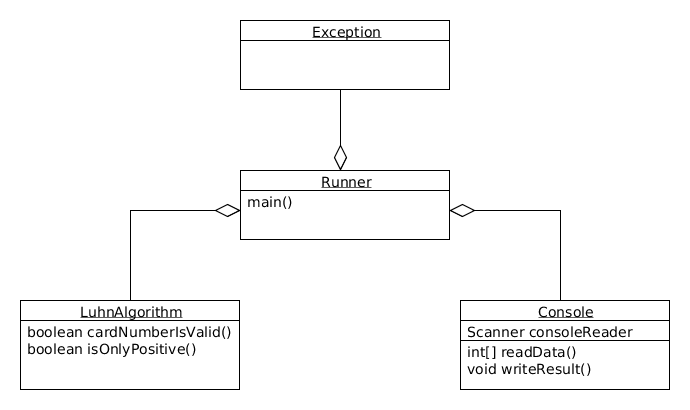 Exception
Runner
main()
LuhnAlgorithm
boolean cardNumberIsValid()
boolean isOnlyPositive()
Console
Scanner consoleReader
int[] readData()
void writeResult()